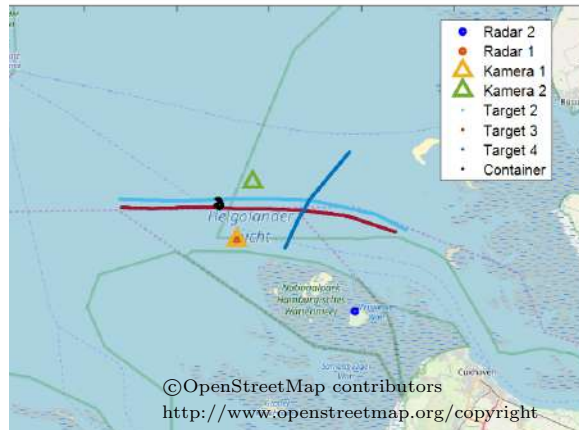 Radar 2
Radar 1
Kamera 1
Kamera 2
Target 2
Target 3
Target 4
Container
Helgoländer
Bucht
Nationalpark
Hamburgisches
Wattenmeer
Cuxhaven
©OpenStreetMap contributors
http://www.openstreetmap.org/copyright